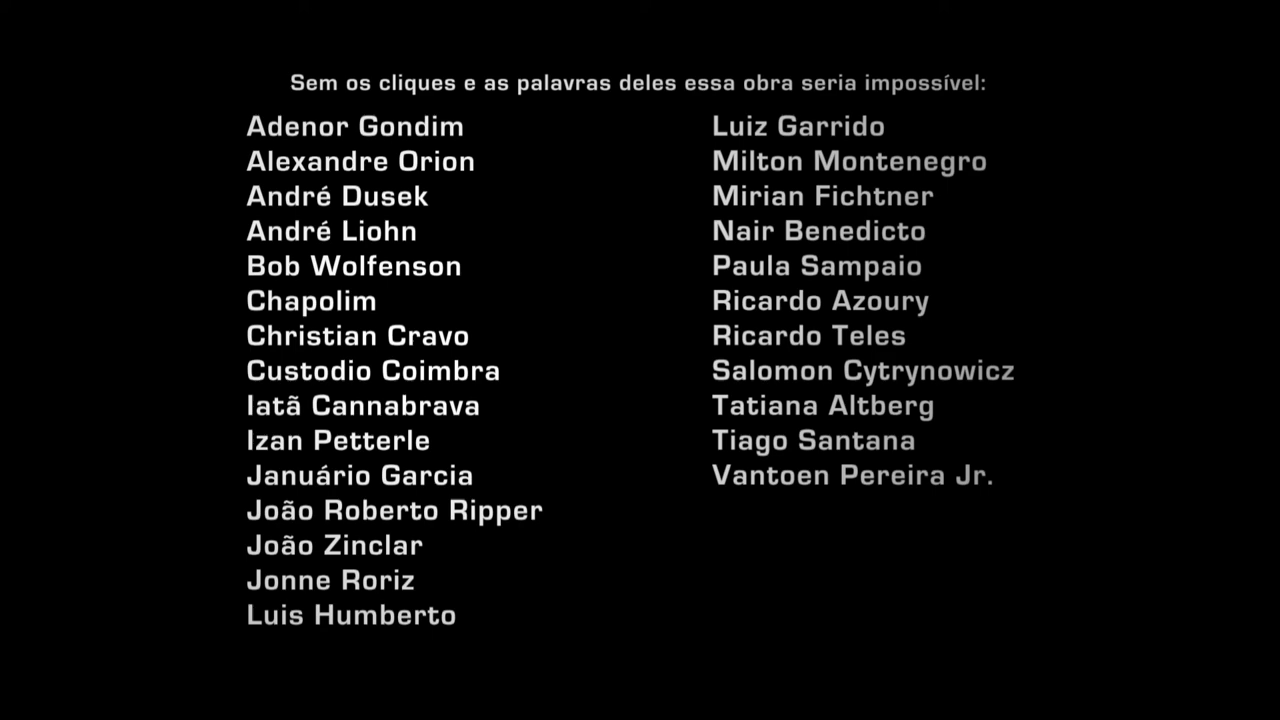 Sem os cliques e as palavras deles essa obra seria impossível:
Adenor Gondim
Alexandre Orion
André Dusek
André Liohn
Bob Wolfenson
Chapolim
Christian Cravo
Custodio Coimbra
Iatã Cannabrava
Izan Petterle
Januário Garcia
João Roberto Ripper
João Zinclar
Jonne Roriz
Luis Humberto
Luiz Garrido
Milton Montenegro
Mirian Fichtner
Nair Benedicto
Paula Sampaio
Ricardo Azoury
Ricardo Teles
Salomon Cytrynowicz
Tatiana Altberg
Tiago Santana
Vantoen Pereira Jr.